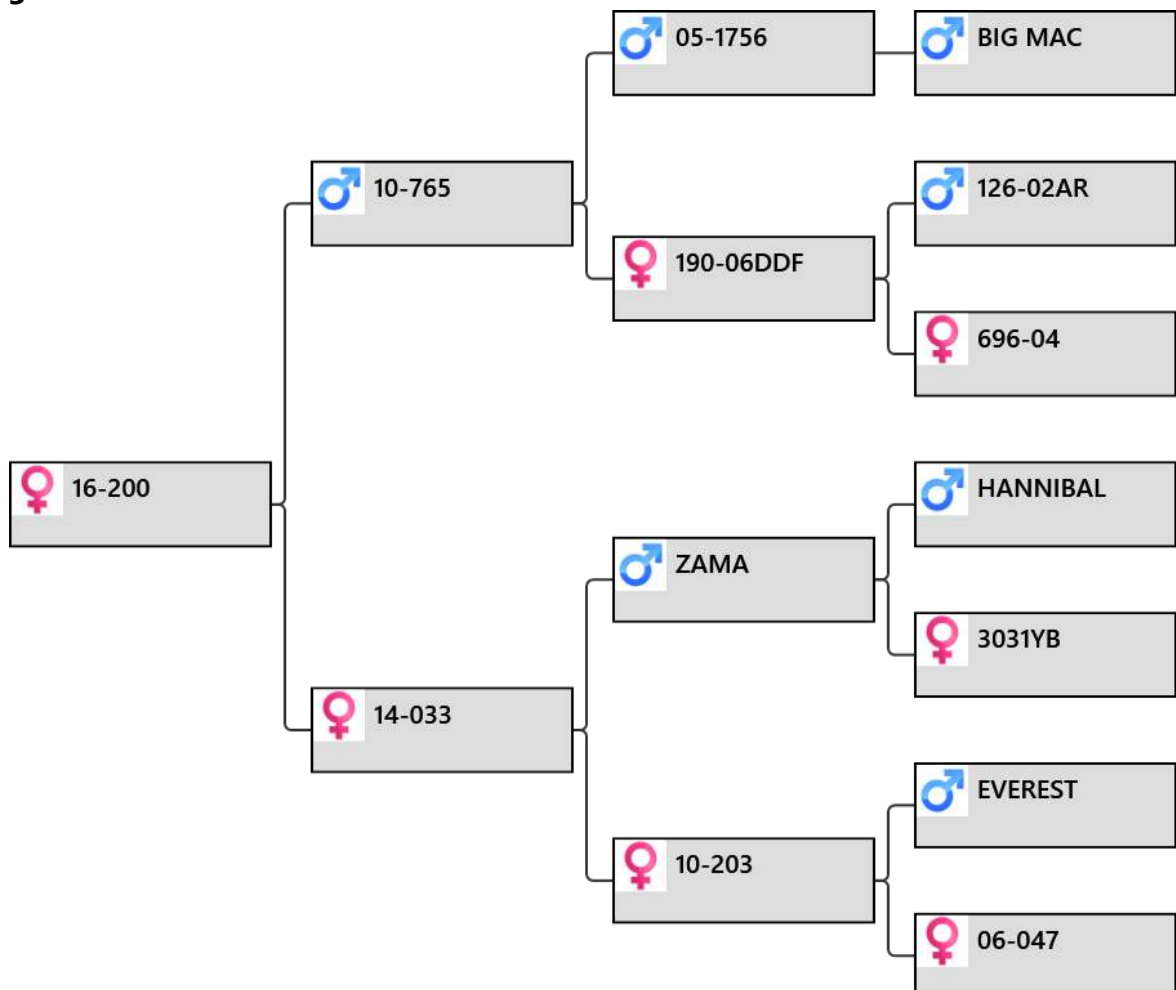 05-1756
BIG MAC
10-765
126-02AR
190-06DDF
696-04
16-200
HANNIBAL
ZAMA
3031YB
14-033
EVEREST
10-203
06-047